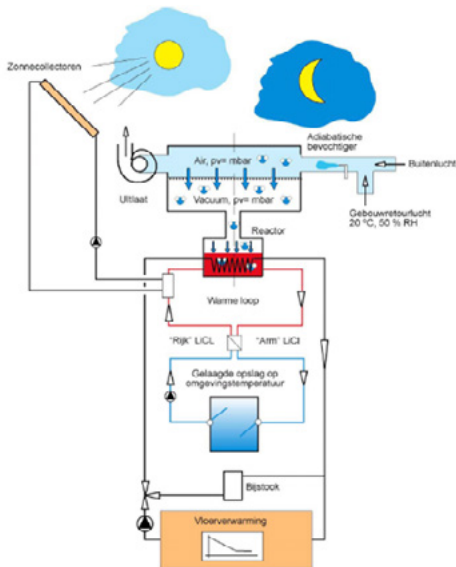 Zonnecollectoren
Adiabatische
bevochtiger
Air, pv= mbar
Buitenlucht
Uitlaat
Vacuum, pv= mbar
Gebouwretourlucht
20 ºC, 50 % RH
Reactor
Warme loop
"Rijk" LiCL
"Arm" LiCl
Gelaagde opslag op
omgevingstemperatuur
Bijstook
Vloerverwarming